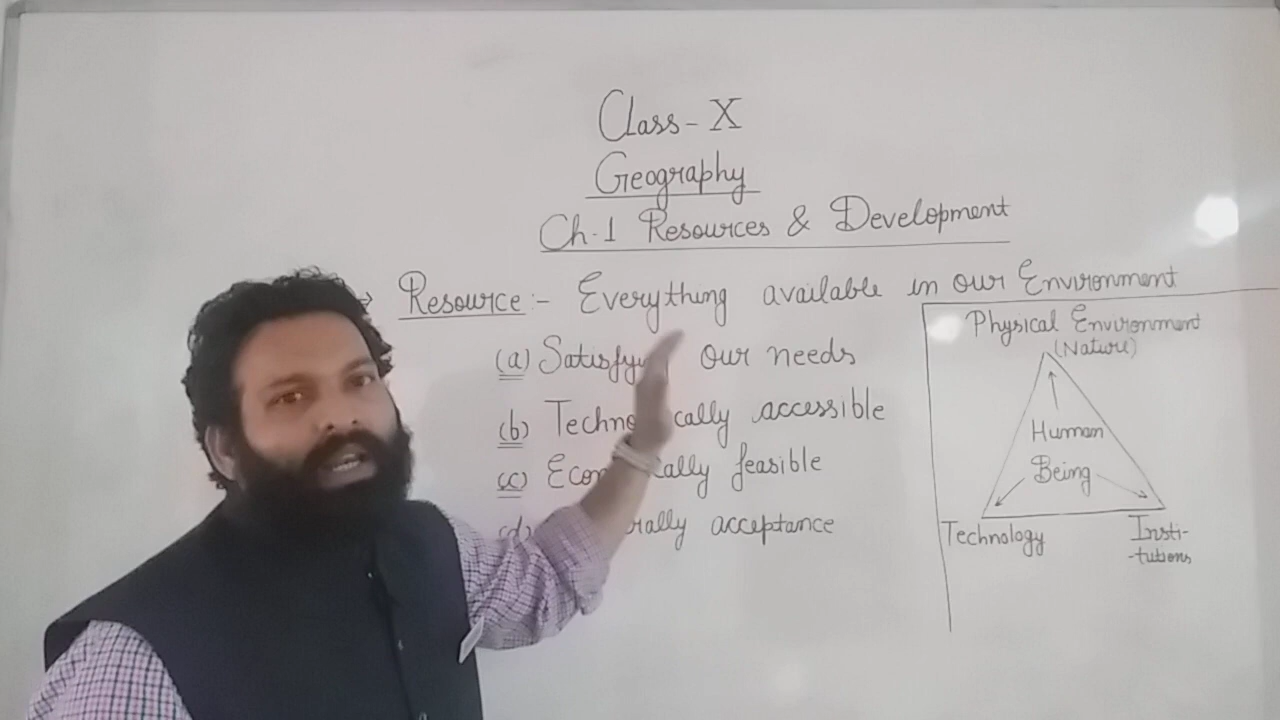 Class - X
Geography
Ch.1 Resources & Development
→ Resource :- Everything available in our Environment
(a) Satisfy our needs
(b) Techno cally accessible
(c) Econ cally feasible
(d) rally acceptance
Physical Environment
(Nature)
Human
Being
Technology
Insti-
-tutions